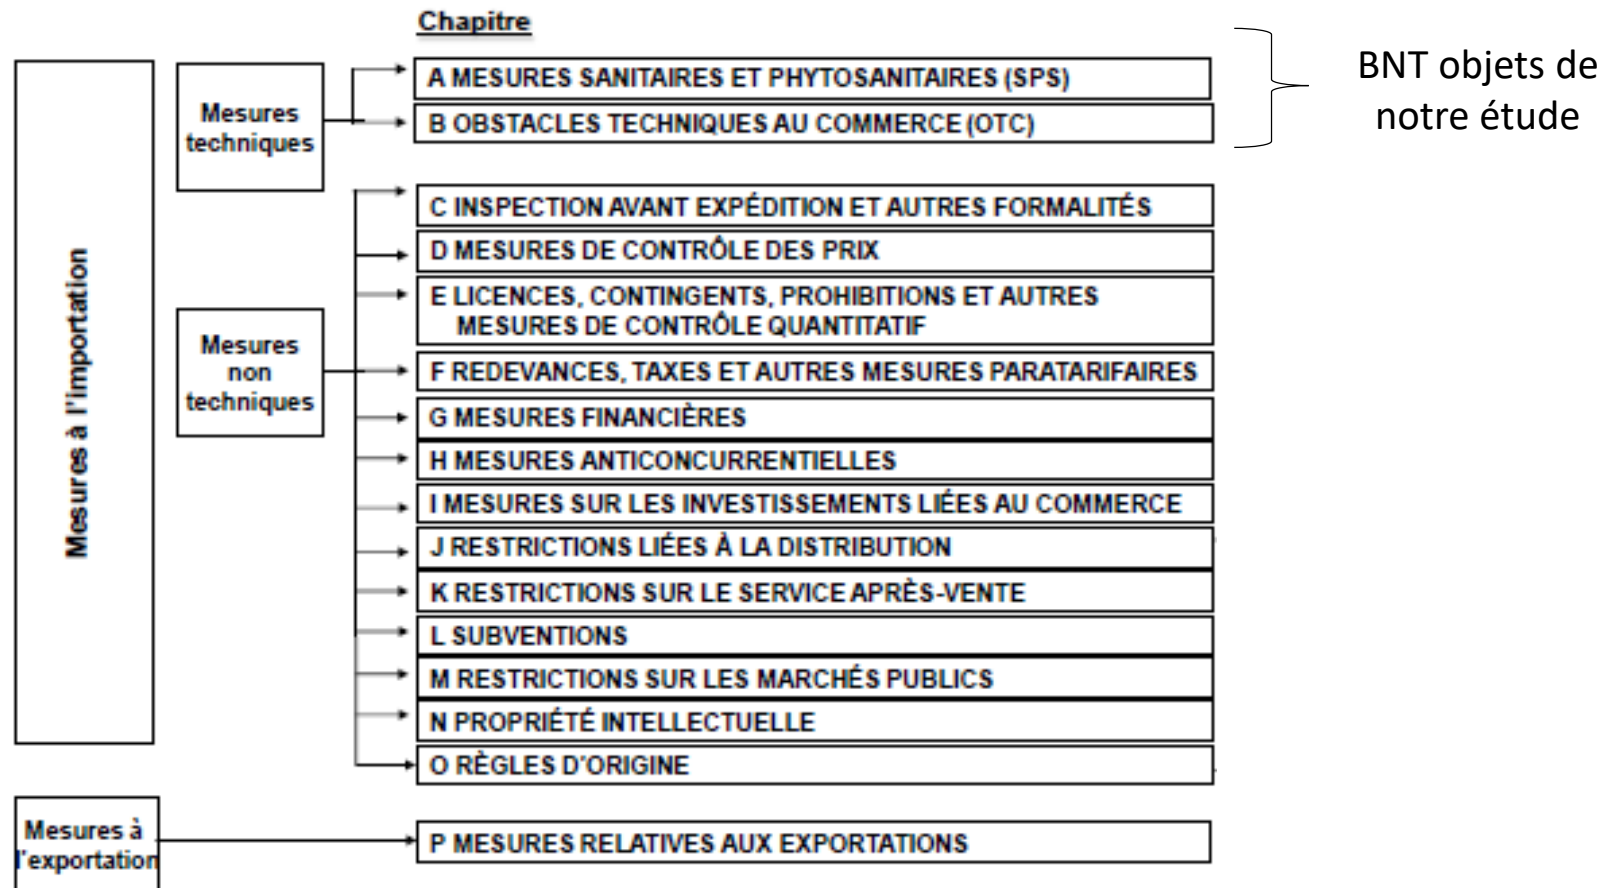 Chapitre
BNT objets de
notre étude
Mesures à l'importation
Mesures
techniques
A MESURES SANITAIRES ET PHYTOSANITAIRES (SPS)
B OBSTACLES TECHNIQUES AU COMMERCE (OTC)
Mesures
non
techniques
C INSPECTION AVANT EXPÉDITION ET AUTRES FORMALITÉS
D MESURES DE CONTRÔLE DES PRIX
E LICENCES, CONTINGENTS, PROHIBITIONS ET AUTRES
MESURES DE CONTRÔLE QUANTITATIF
F REDEVANCES, TAXES ET AUTRES MESURES PARATARIFAIRES
G MESURES FINANCIÈRES
H MESURES ANTICONCURRENTIELLES
I MESURES SUR LES INVESTISSEMENTS LIÉES AU COMMERCE
J RESTRICTIONS LIÉES À LA DISTRIBUTION
K RESTRICTIONS SUR LE SERVICE APRÈS-VENTE
L SUBVENTIONS
M RESTRICTIONS SUR LES MARCHÉS PUBLICS
N PROPRIÉTÉ INTELLECTUELLE
O RÈGLES D'ORIGINE
Mesures à
l'exportation
P MESURES RELATIVES AUX EXPORTATIONS